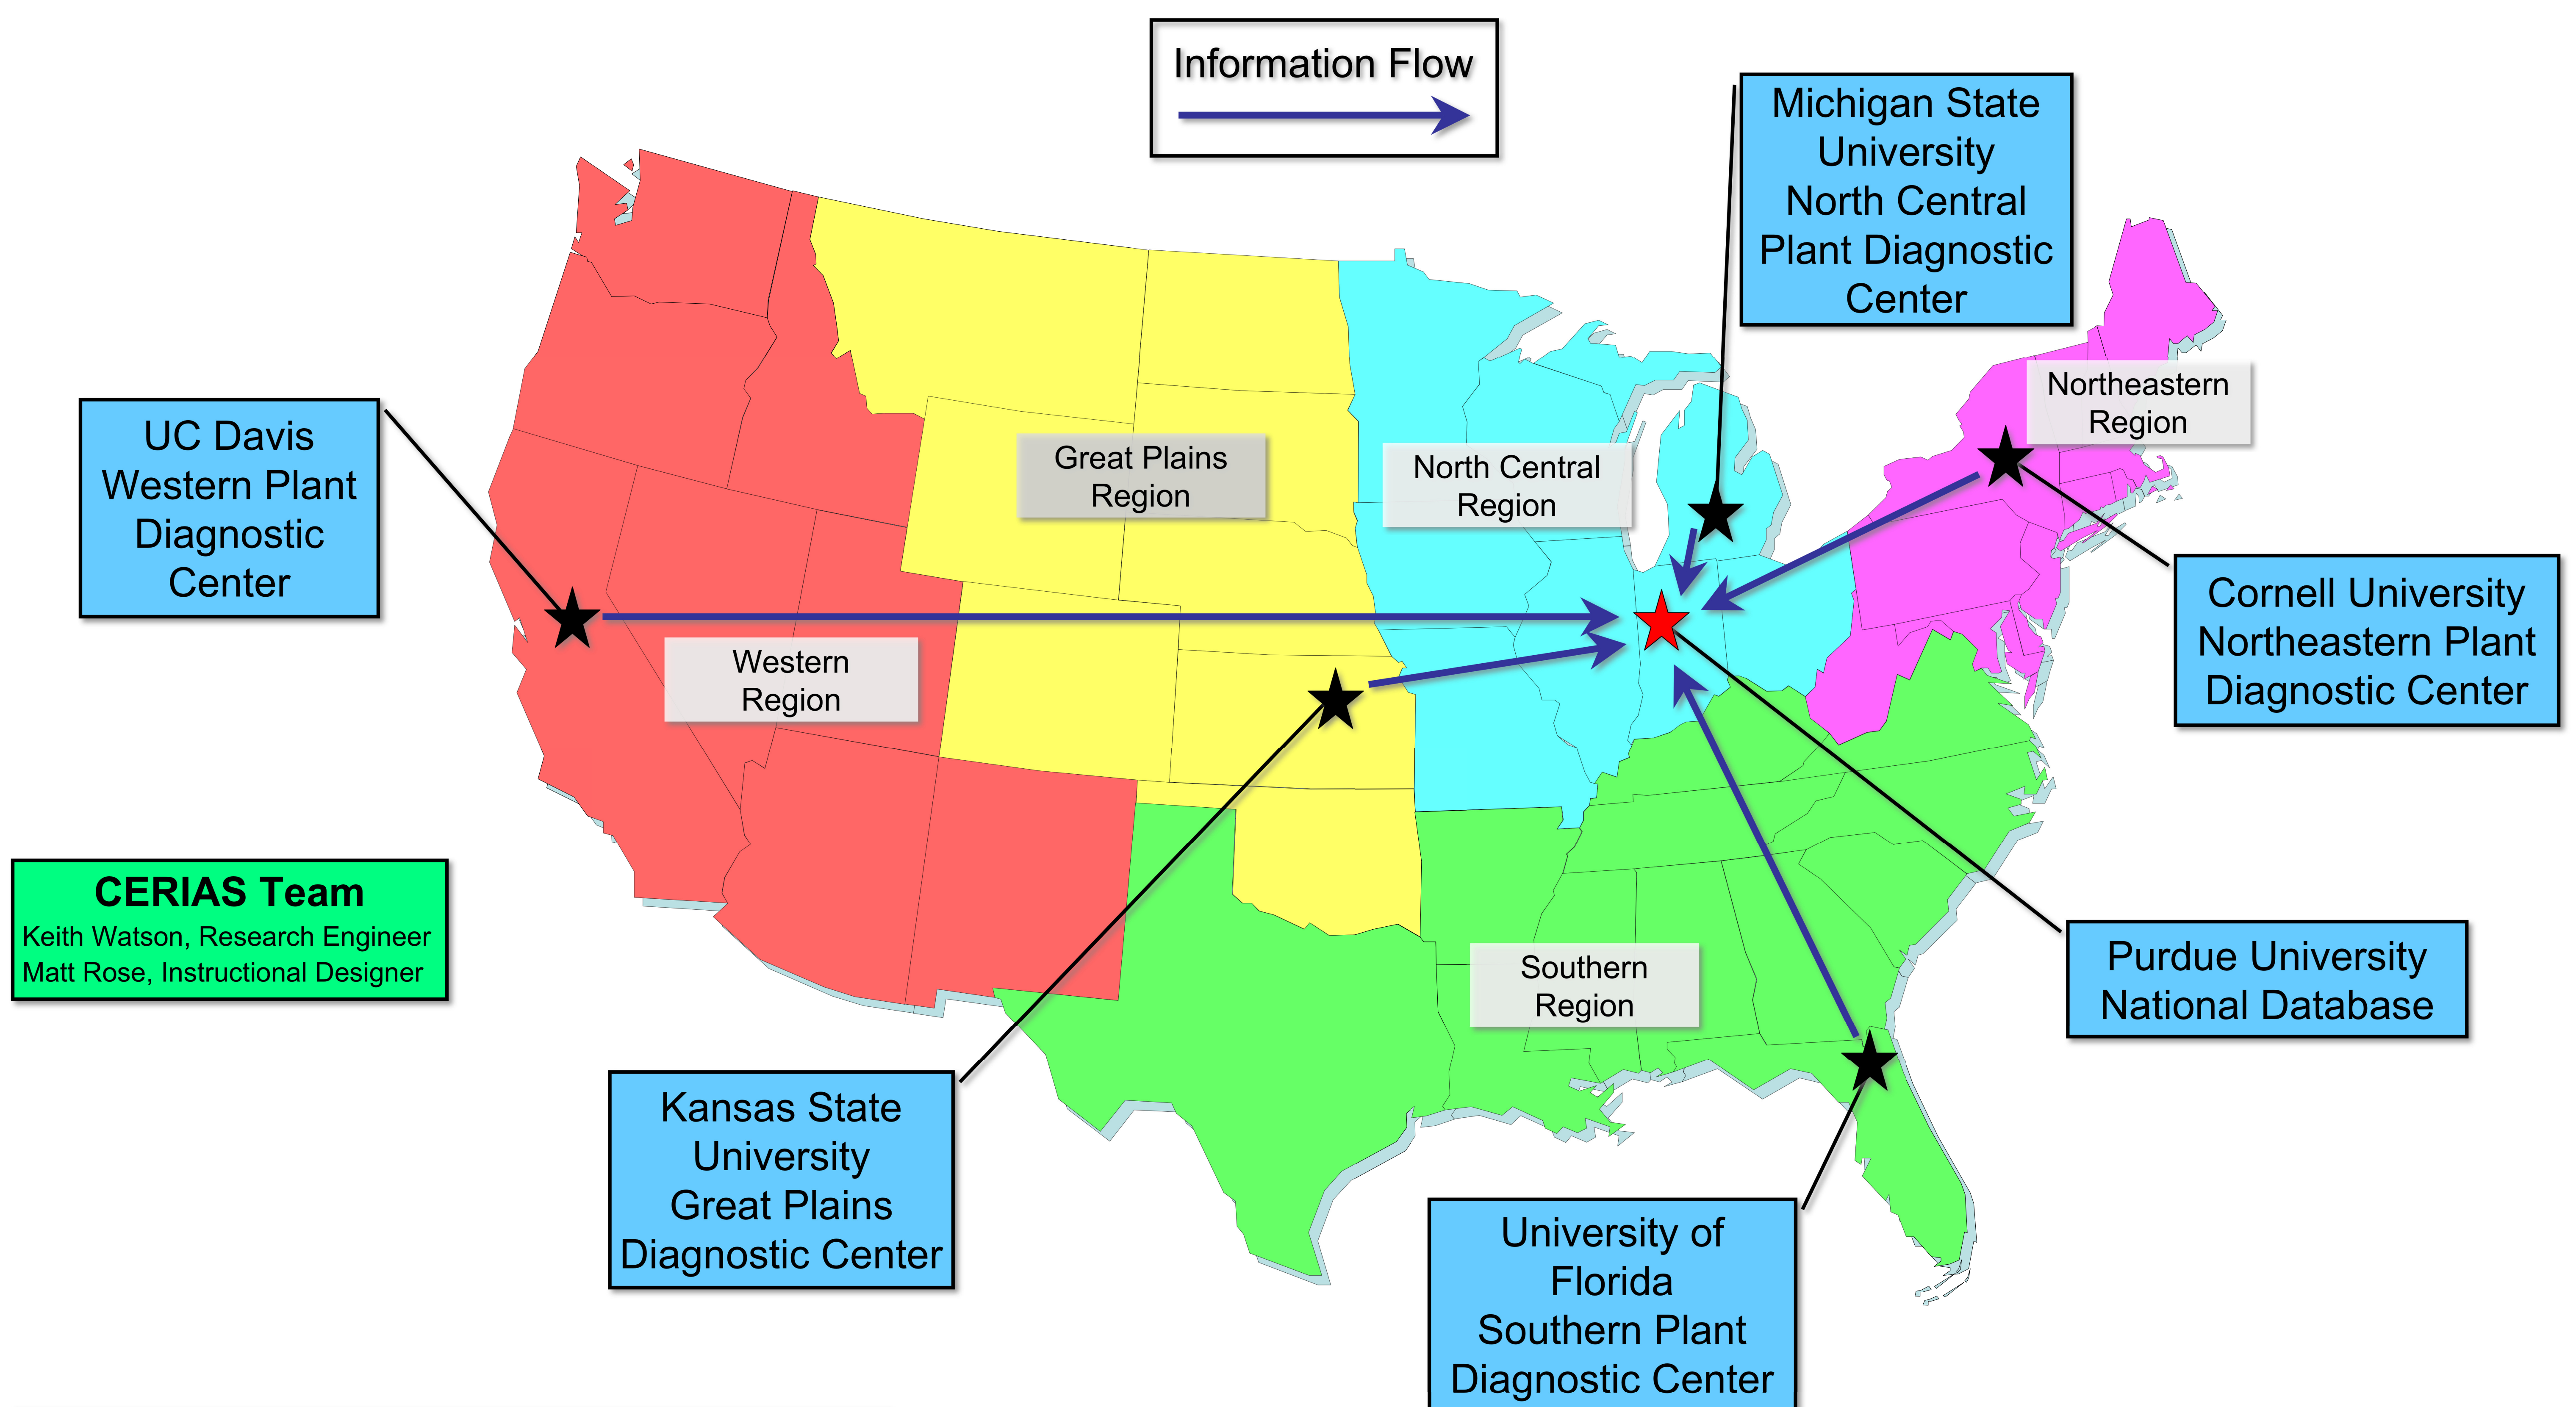 Information Flow
Michigan State
University
North Central
Plant Diagnostic
Center
Northeastern
Region
UC Davis
Western Plant
Diagnostic
Center
Great Plains
Region
North Central
Region
Cornell University
Northeastern Plant
Diagnostic Center
Western
Region
CERIAS Team
Keith Watson, Research Engineer
Matt Rose, Instructional Designer
Southern
Region
Purdue University
National Database
Kansas State
University
Great Plains
Diagnostic Center
University of
Florida
Southern Plant
Diagnostic Center